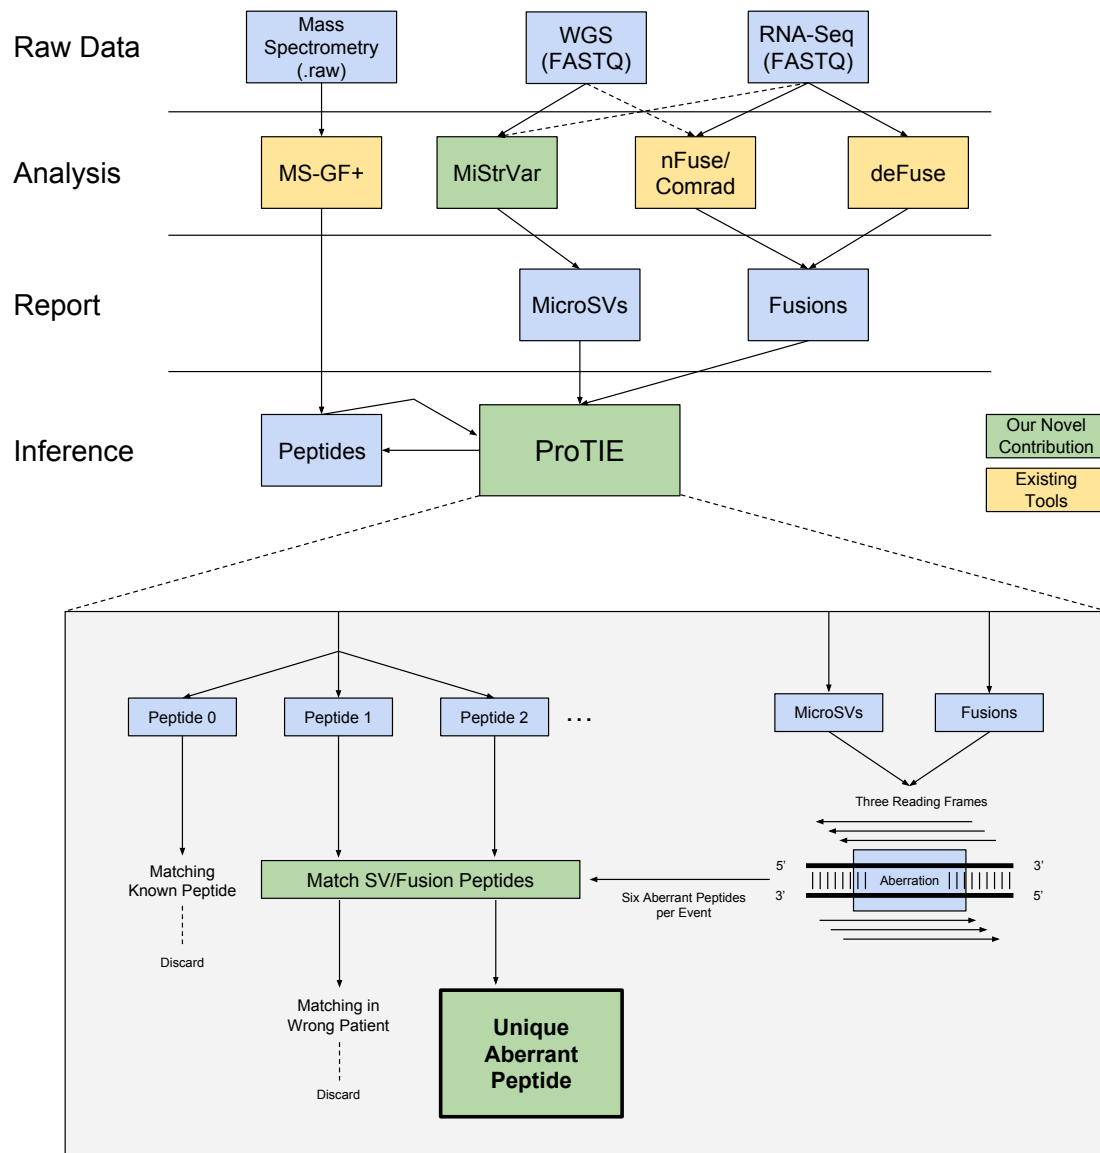 Raw Data
Mass
Spectrometry
(.raw)
WGS
(FASTQ)
RNA-Seq
(FASTQ)
Analysis
MS-GF+
MiStrVar
nFuse/
Comrad
deFuse
Report
MicroSVs
Fusions
Inference
Peptides
ProTIE
Our Novel
Contribution
Existing
Tools
Peptide 0
Peptide 1
Peptide 2
...
MicroSVs
Fusions
Three Reading Frames
Matching
Known Peptide
Discard
Match SV/Fusion Peptides
Six Aberrant Peptides
per Event
5’
3’
Aberration
3’
5’
Matching in
Wrong Patient
Discard
Unique
Aberrant
Peptide